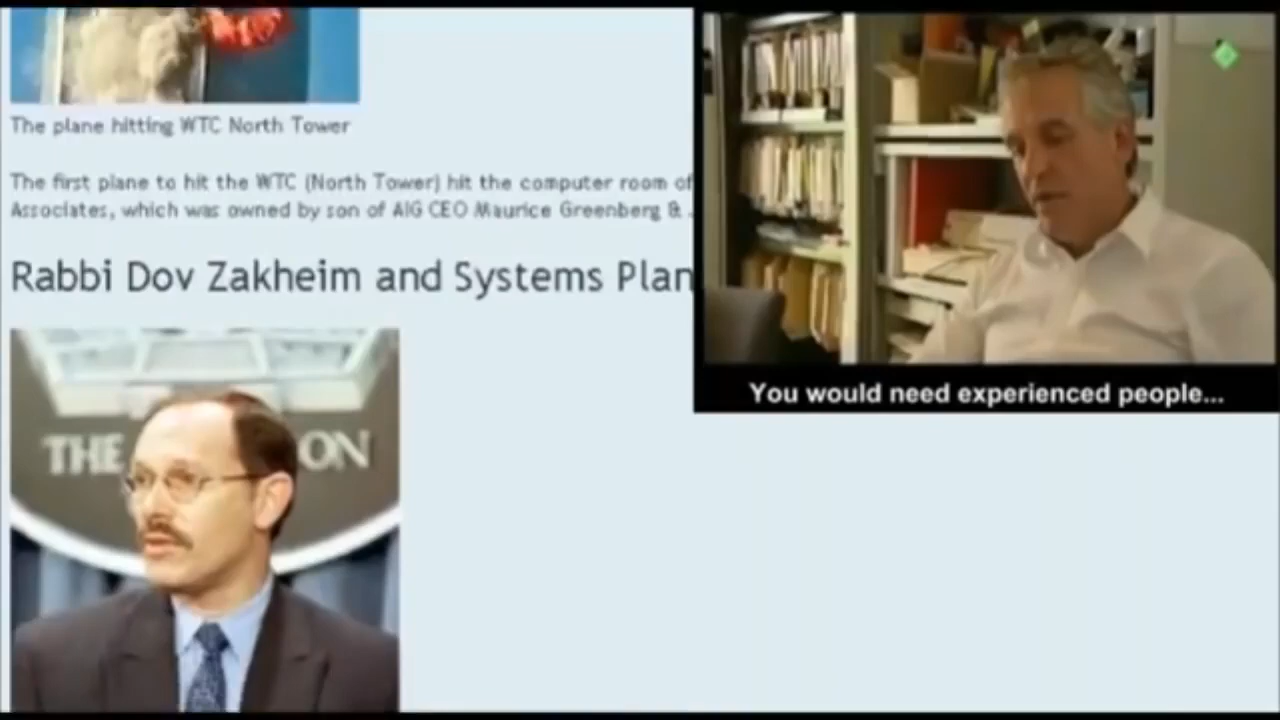 The plane hitting WTC North Tower
The first plane to hit the WTC (North Tower) hit the computer room of
Associates, which was owned by son of AIG CEO Maurice Greenberg &
Rabbi Dov Zakheim and Systems Plan
THE ON
You would need experienced people...